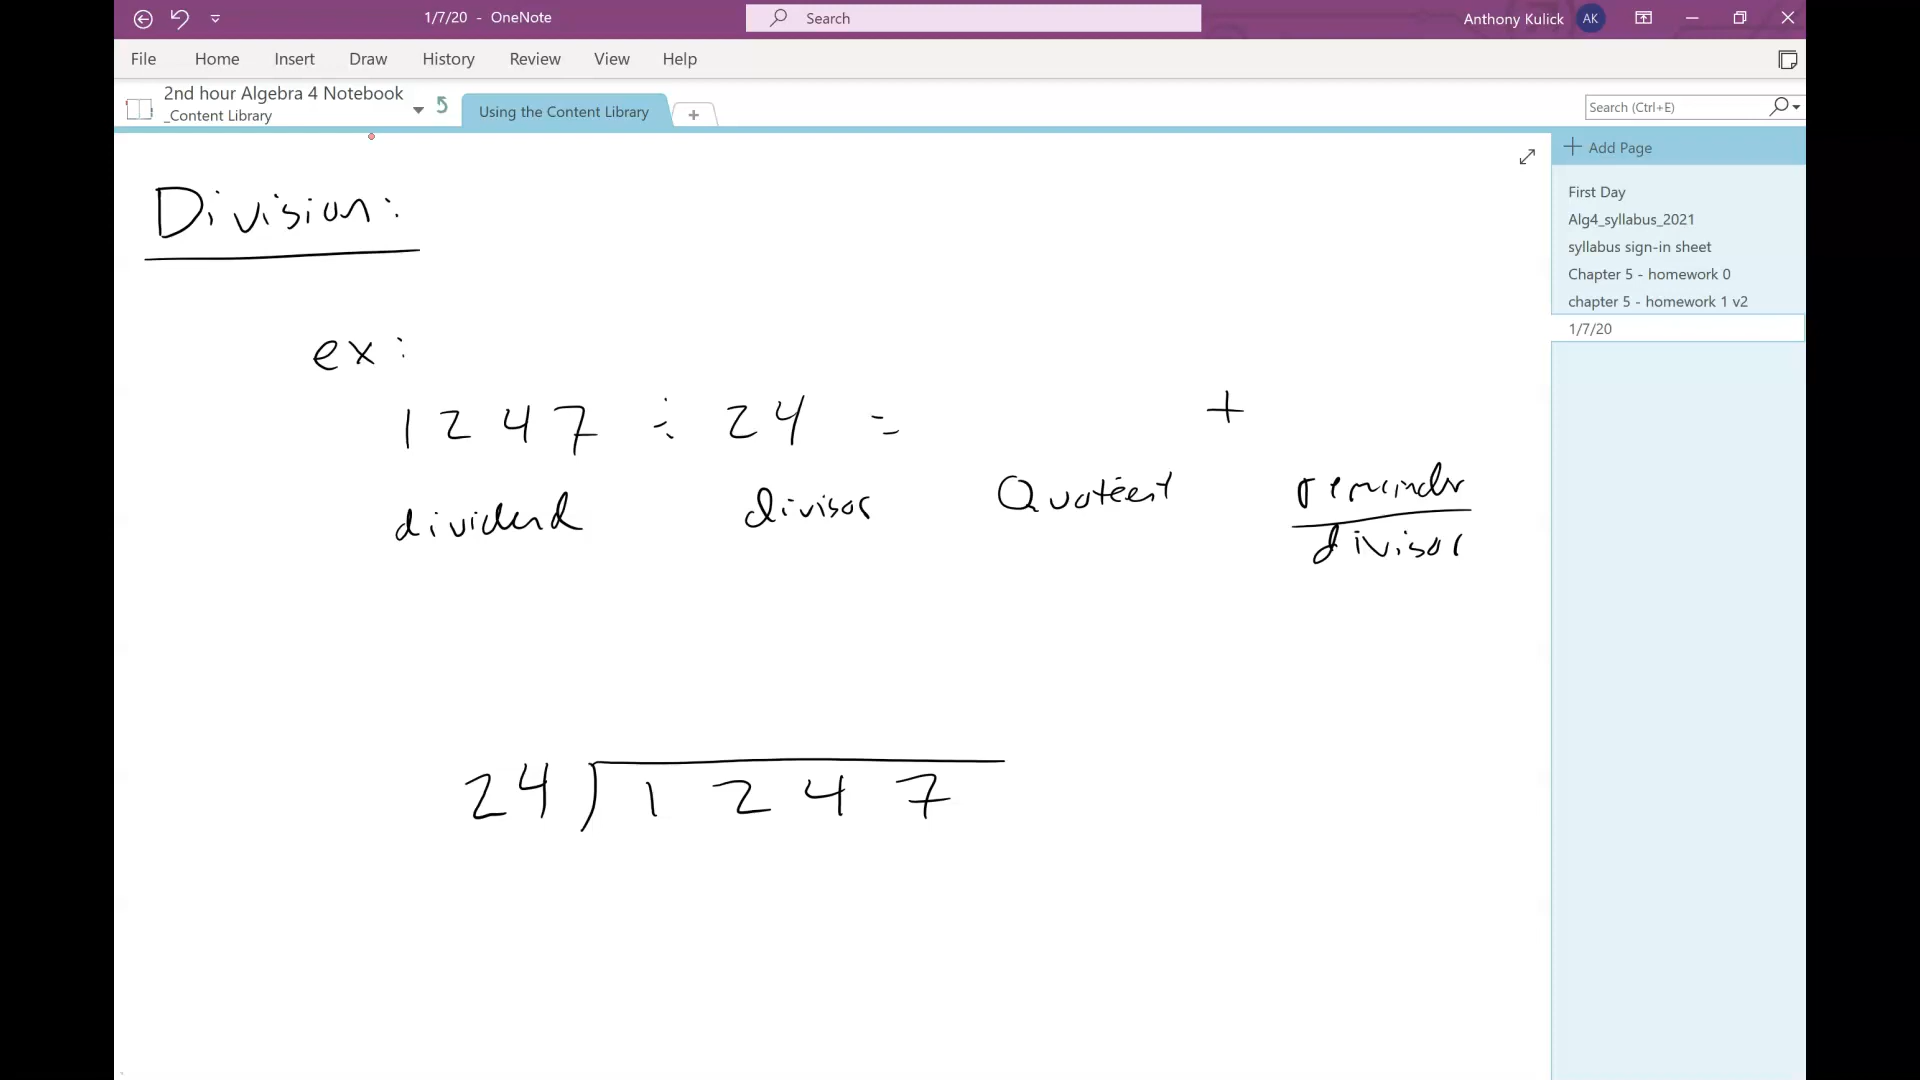 1/7/20 - OneNote
Search
Anthony Kulick AK
File Home Insert Draw History Review View Help
2nd hour Algebra 4 Notebook
_Content Library
Using the Content Library
+
Search (Ctrl+E)
Add Page
First Day
Alg4_syllabus_2021
syllabus sign-in sheet
Chapter 5 - homework 0
chapter 5 - homework 1 v2
1/7/20
Division:
ex:
1247 ÷ 24 = +
dividend divisor Quotient remainder
divisor
24)1247